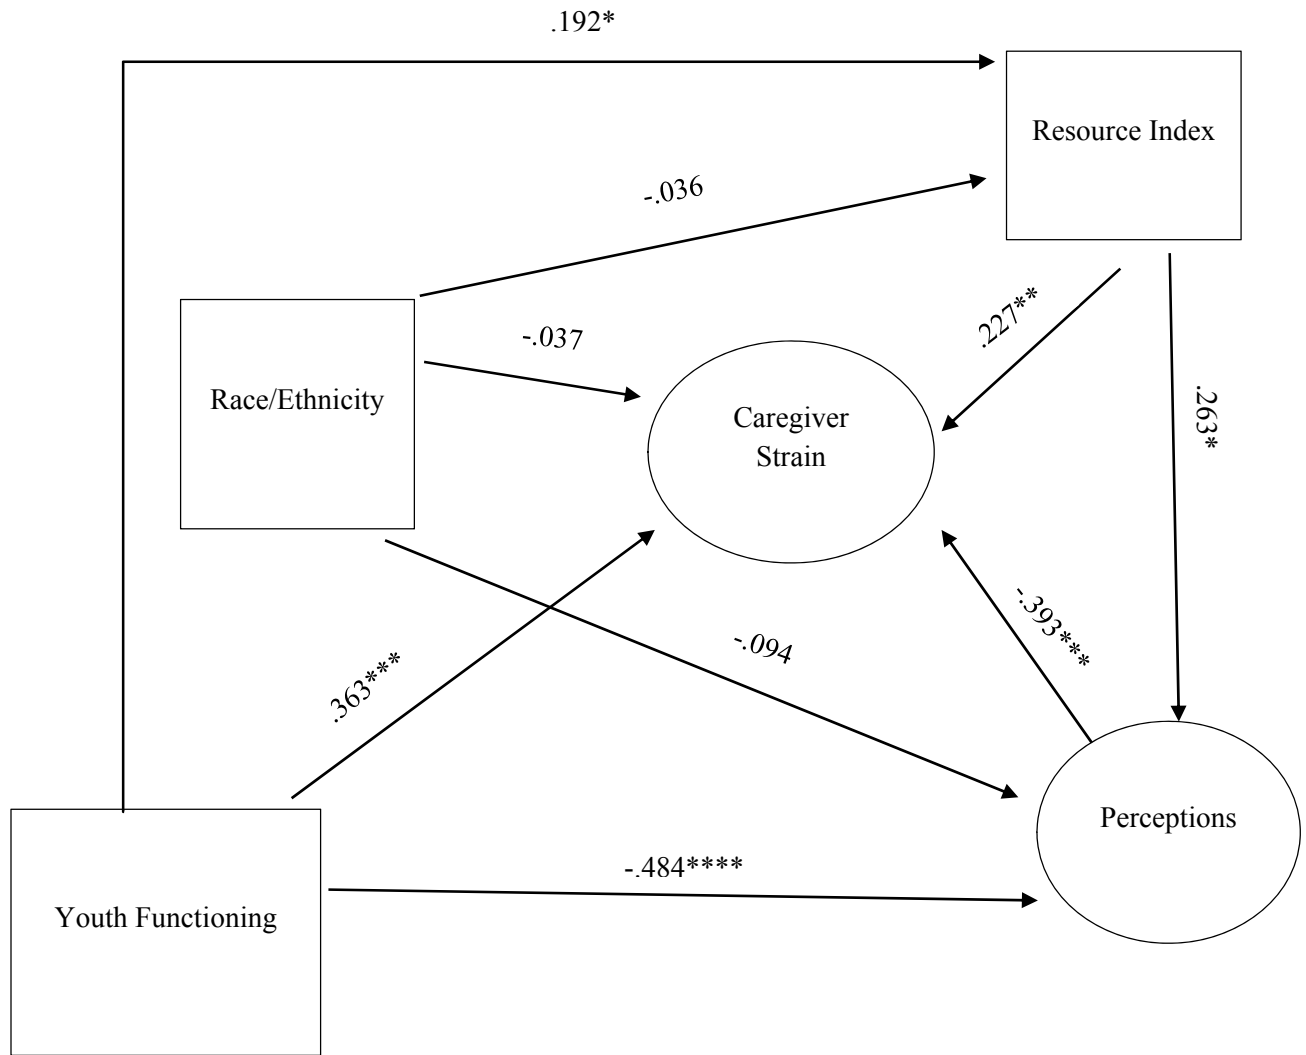 .192*
Resource Index
-.036
.227**
-.037
Race/Ethnicity
Caregiver
Strain
.263*
-.393***
-.094
.363***
Perceptions
-.484****
Youth Functioning